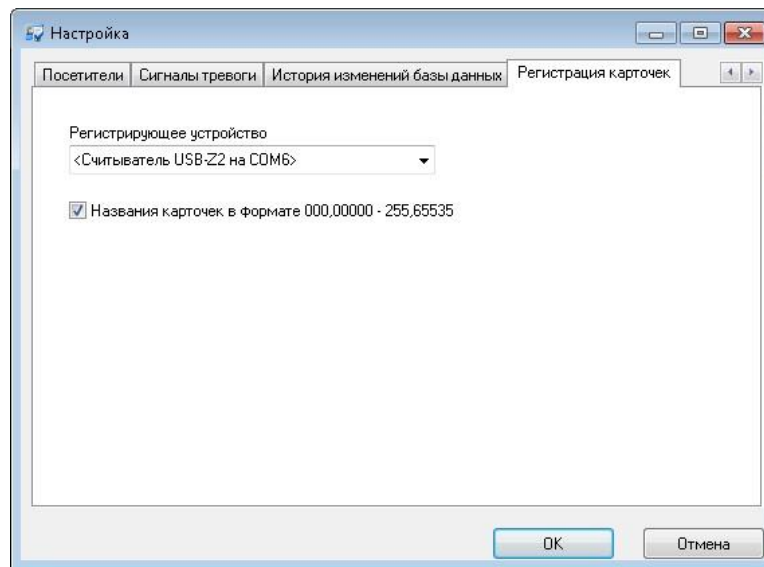 Настройка
Посетители Сигналы тревоги История изменений базы данных Регистрация карточек
Регистрирующее устройство
<Считыватель USB-Z2 на COM6>
Названия карточек в формате 000,00000 - 255,65535
OK Отмена